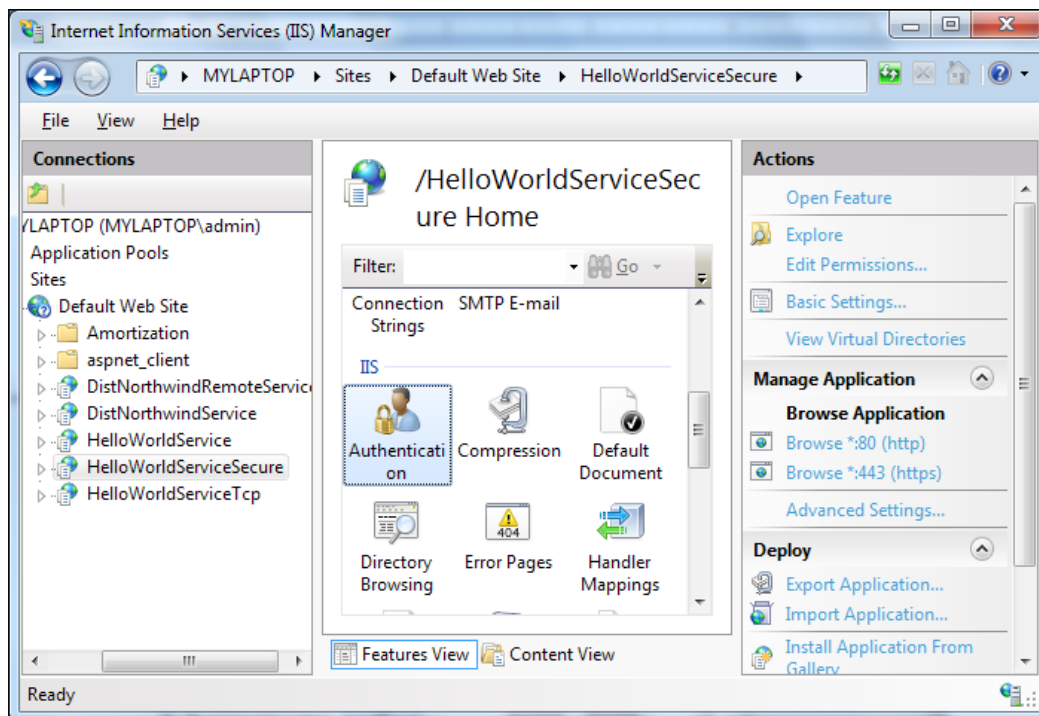 Internet Information Services (IIS) Manager
MYLAPTOP Sites Default Web Site HelloWorldServiceSecure
File View Help
Connections
YLAPTOP (MYLAPTOP\admin)
Application Pools
Sites
Default Web Site
Amortization
aspnet_client
DistNorthwindRemoteService
DistNorthwindService
HelloWorldService
HelloWorldServiceSecure
HelloWorldServiceTcp
/HelloWorldServiceSec
ure Home
Filter: Go
Connection SMTP E-mail
Strings
IIS
Authenticati Compression Default
on Document
404
Directory Error Pages Handler
Browsing Mappings
Features View Content View
Actions
Open Feature
Explore
Edit Permissions...
Basic Settings...
View Virtual Directories
Manage Application
Browse Application
Browse *:80 (http)
Browse *:443 (https)
Advanced Settings...
Deploy
Export Application...
Import Application...
Install Application From
Gallery
Ready